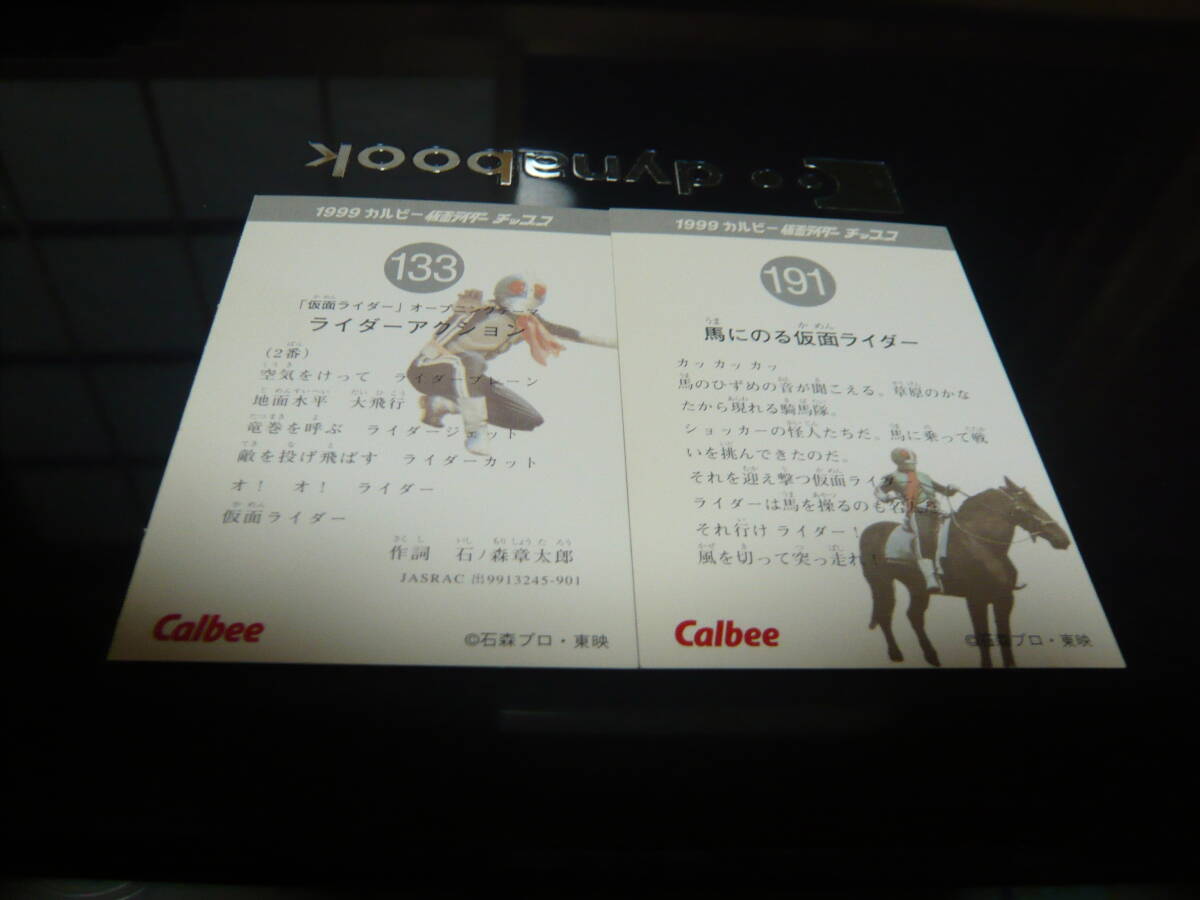 dynabook
1999 カルビー 仮面ライダー チップス
133
「仮面ライダー」オープニングテーマ
ライダーアクション
(2番)
空気をけって ライダーブレーン
地面水平 大飛行
竜巻を呼ぶ ライダージェット
敵を投げ飛ばす ライダーカット
オ! オ! ライダー
仮面ライダー
作詞 石ノ森章太郎
JASRAC 出9913245-901
Calbee
©石森プロ・東映
1999 カルビー 仮面ライダー チップス
191
馬にのる仮面ライダー
カッカッカッ
馬のひずめの音が聞こえる。草原のかな
たから現れる騎馬隊。
ショッカーの怪人たちだ。馬に乗って戦
いを挑んできたのだ。
それを迎え撃つ仮面ライダ
ライダーは馬を操るのも名人だ
それ行け ライダー!
風を切って突っ走れ!
Calbee
©石森プロ・東映